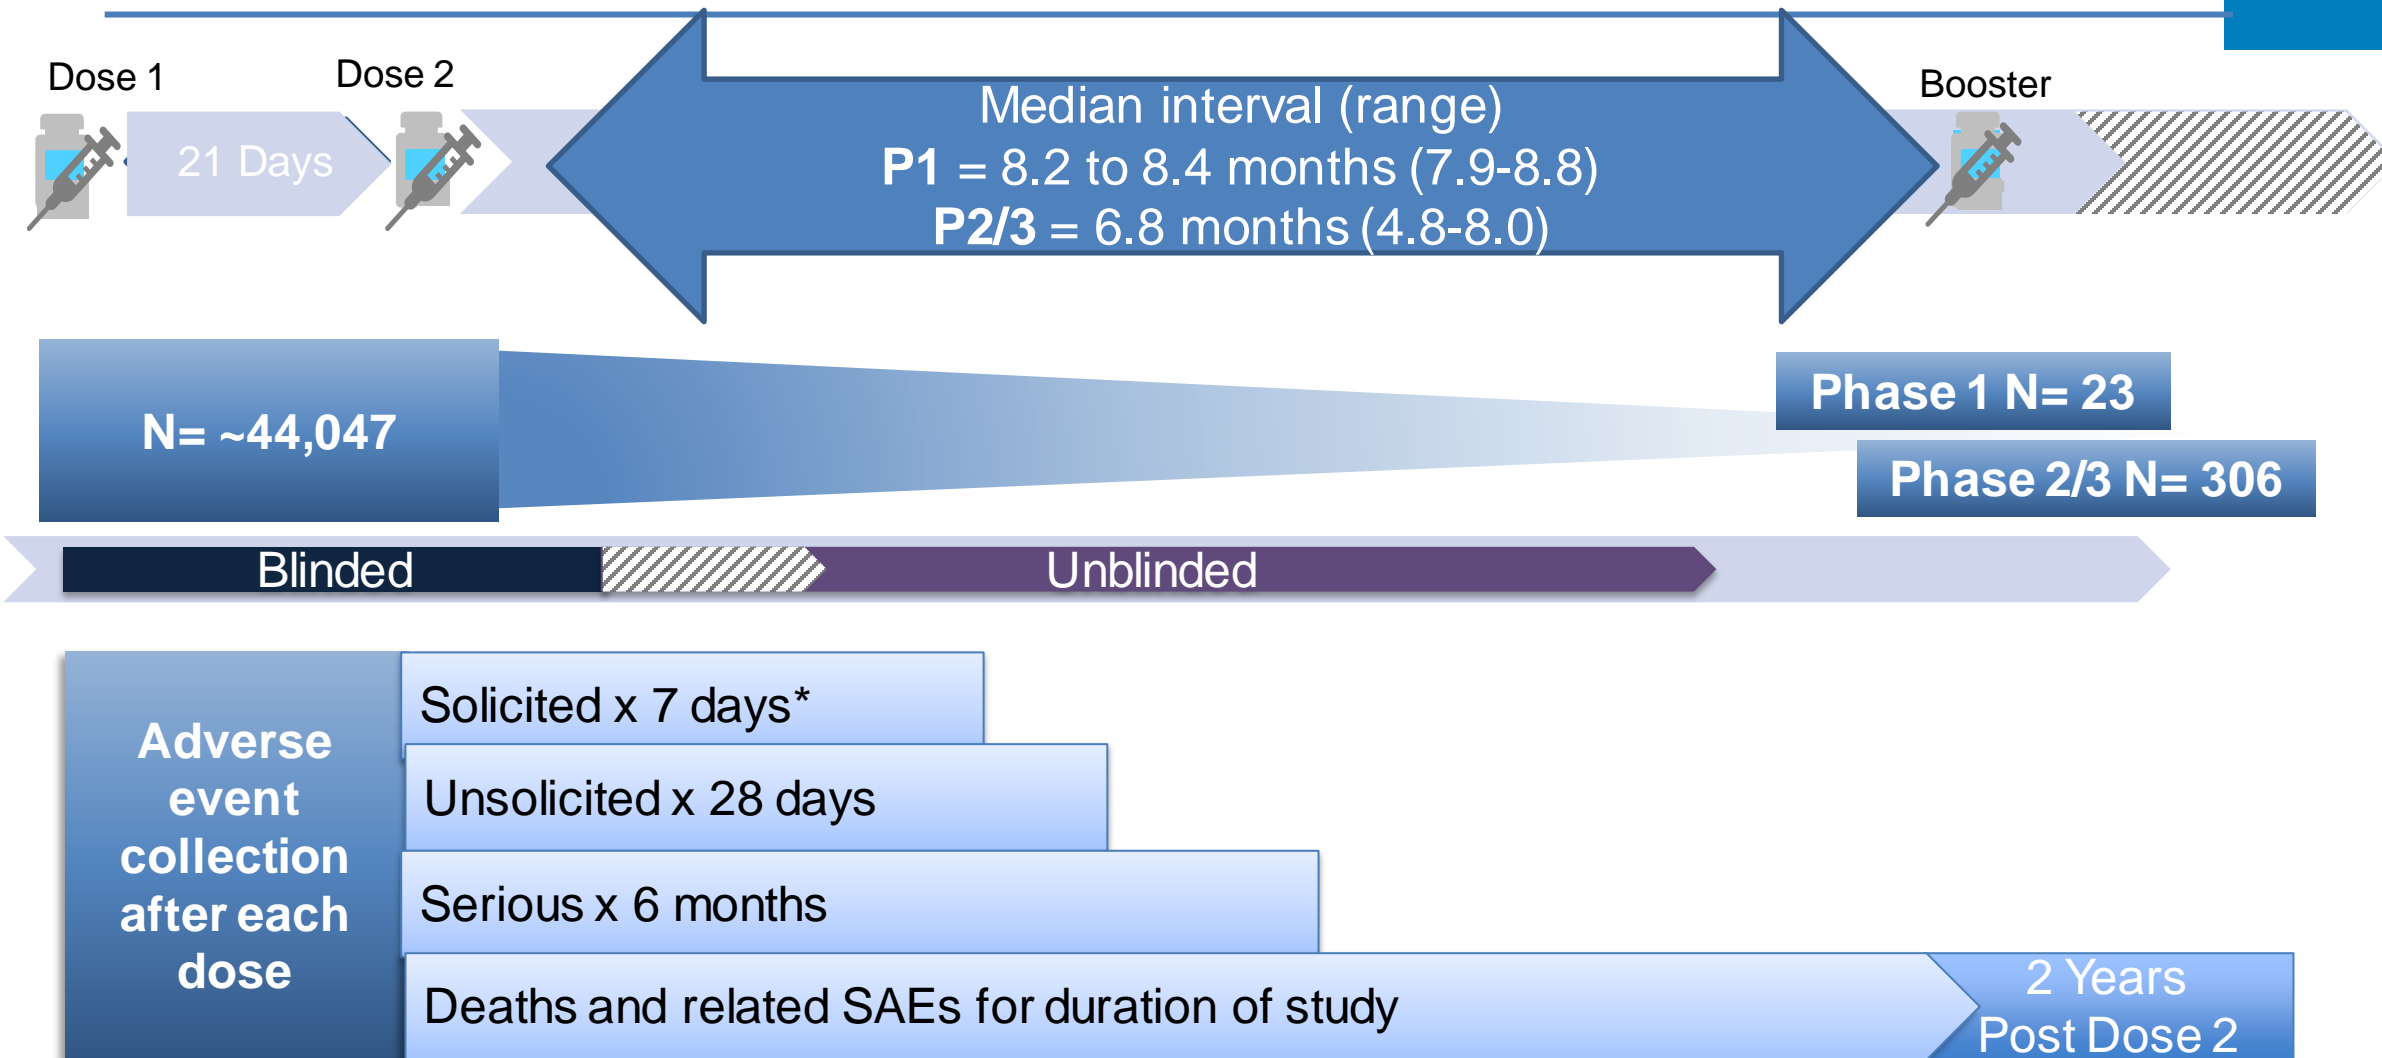 Dose 1
Dose 2
Booster
21 Days
Median interval (range)
P1 = 8.2 to 8.4 months (7.9-8.8)
P2/3 = 6.8 months (4.8-8.0)
N= ~44,047
Phase 1 N= 23
Phase 2/3 N= 306
Blinded
Unblinded
Adverse
event
collection
after each
dose
Solicited x 7 days*
Unsolicited x 28 days
Serious x 6 months
Deaths and related SAEs for duration of study
2 Years
Post Dose 2